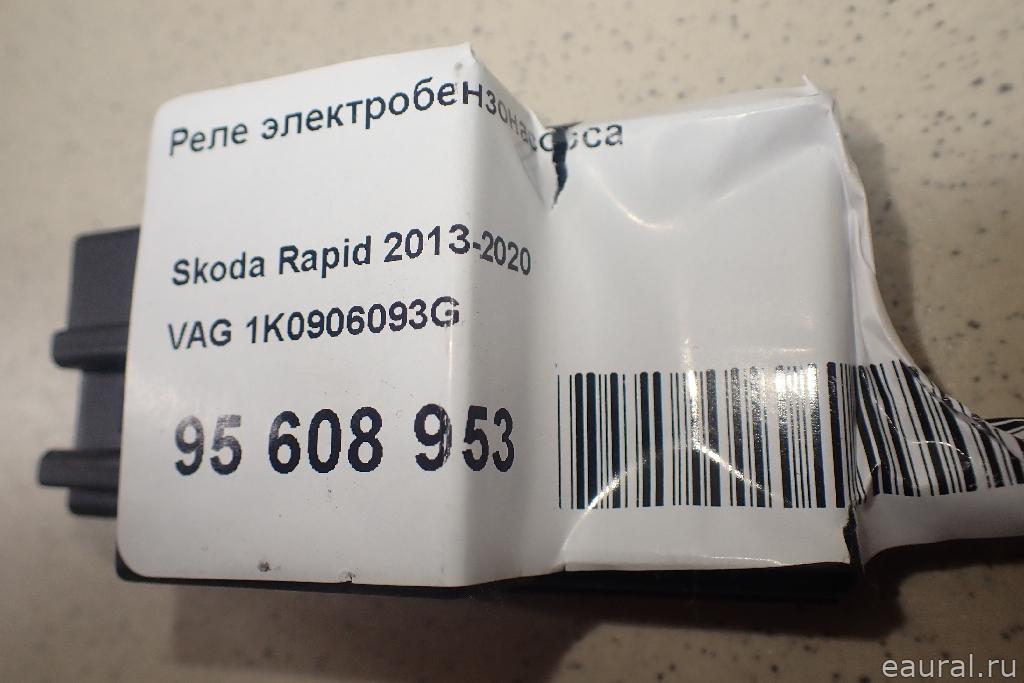 Реле электробензонасоса
Skoda Rapid 2013-2020
VAG 1K0906093G
95 608 953
eaural.ru